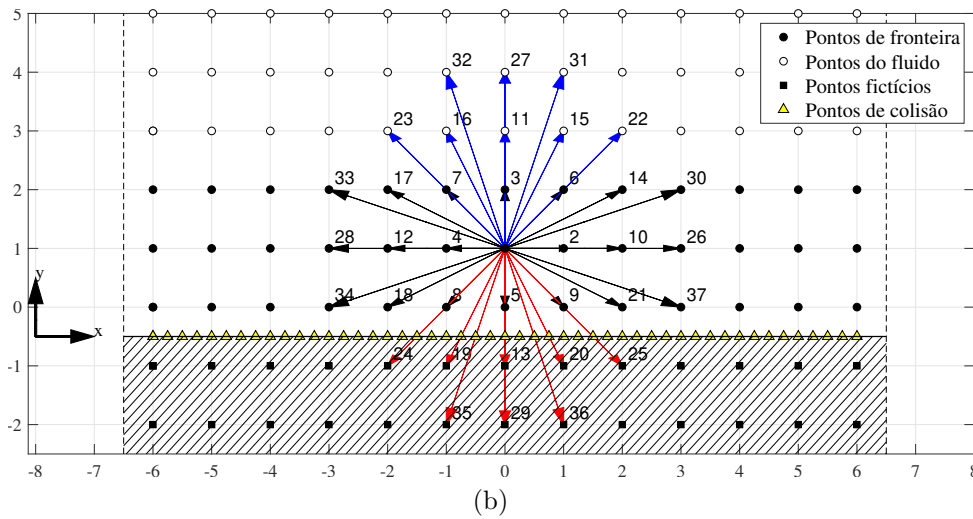 5
Pontos de fronteira
Pontos do fluido
Pontos fictícios
Pontos de colisão
32 27 31
4
23 16 11 15 22
3
33 17 7 3 6 14 30
2
28 12 4 2 10 26
1
34 18 8 5 9 21 37
0
y
x
24 19 13 20 25
-1
35 29 36
-2
-8 -7 -6 -5 -4 -3 -2 -1 0 1 2 3 4 5 6 7 8
(b)